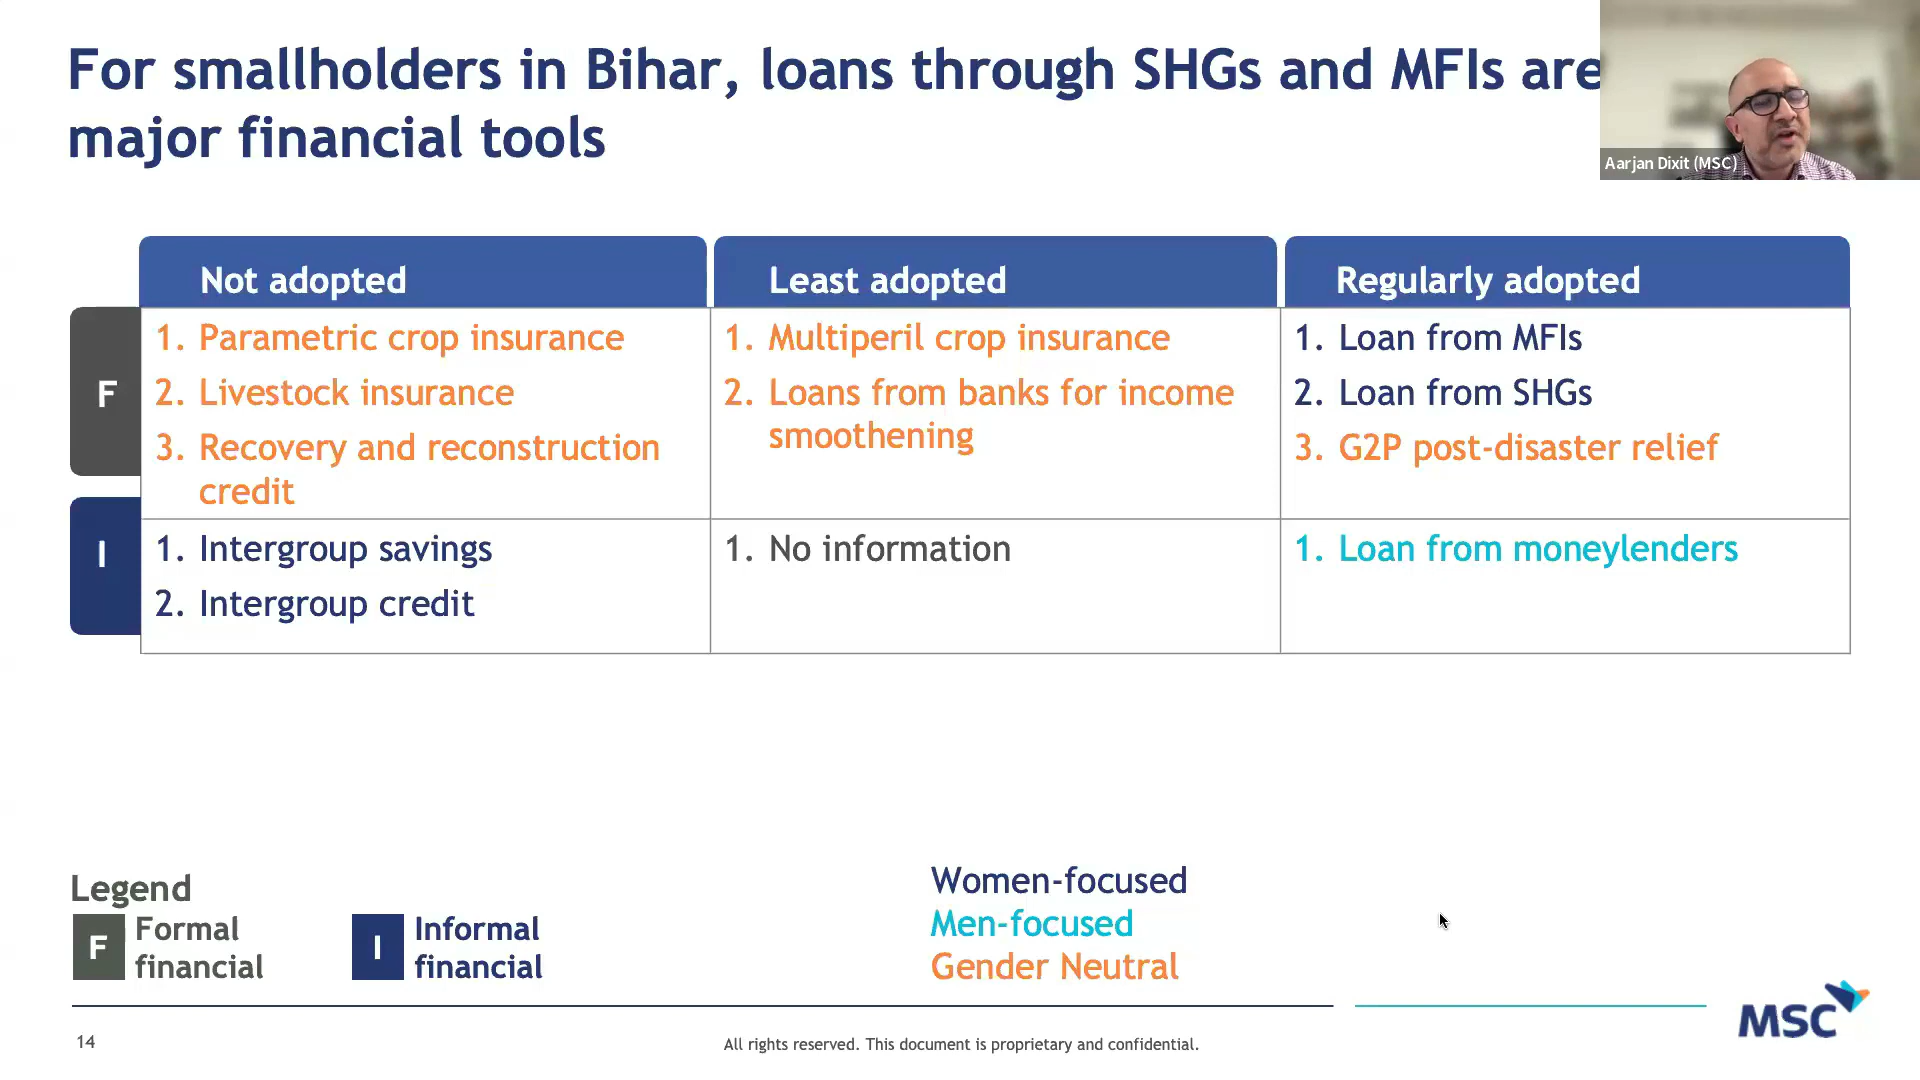 For smallholders in Bihar, loans through SHGs and MFIs are
major financial tools
Aarjan Dixit (MSC)
Not adopted
Least adopted
Regularly adopted
F
1. Parametric crop insurance
2. Livestock insurance
3. Recovery and reconstruction
credit
1. Multiperil crop insurance
2. Loans from banks for income
smoothening
1. Loan from MFIs
2. Loan from SHGs
3. G2P post-disaster relief
I
1. Intergroup savings
2. Intergroup credit
1. No information
1. Loan from moneylenders
Legend
F Formal
financial
I Informal
financial
Women-focused
Men-focused
Gender Neutral
14
All rights reserved. This document is proprietary and confidential.
MSC